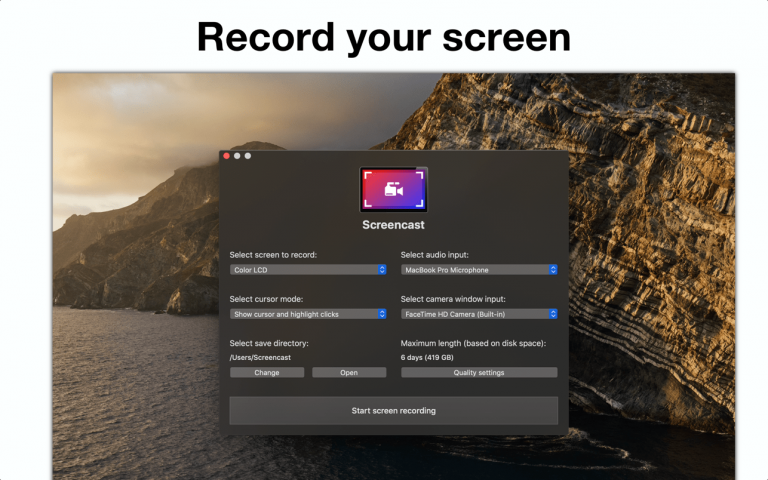 Record your screen
Screencast
Select screen to record:
Color LCD
Select audio input:
MacBook Pro Microphone
Select cursor mode:
Show cursor and highlight clicks
Select camera window input:
FaceTime HD Camera (Built-in)
Select save directory:
/Users/Screencast
Change
Open
Maximum length (based on disk space):
6 days (419 GB)
Quality settings
Start screen recording